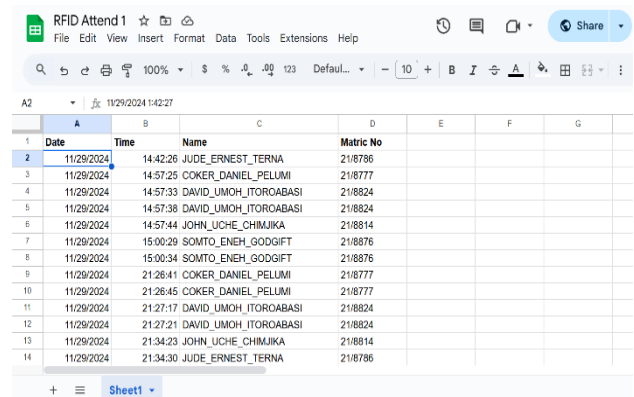 RFID Attend 1
File Edit View Insert Format Data Tools Extensions Help
Share
100% $ % .0 .00 123 Defaul... − 10 + B I S A
A2 fx 11/29/2024 1:42:27
A B C D E F G
1 Date Time Name Matric No
2 11/29/2024 14:42:26 JUDE_ERNEST_TERNA 21/8786
3 11/29/2024 14:57:25 COKER_DANIEL_PELUMI 21/8777
4 11/29/2024 14:57:33 DAVID_UMOH_ITOROABASI 21/8824
5 11/29/2024 14:57:38 DAVID_UMOH_ITOROABASI 21/8824
6 11/29/2024 14:57:44 JOHN_UCHE_CHIMJIKA 21/8814
7 11/29/2024 15:00:29 SOMTO_ENEH_GODGIFT 21/8876
8 11/29/2024 15:00:34 SOMTO_ENEH_GODGIFT 21/8876
9 11/29/2024 21:26:41 COKER_DANIEL_PELUMI 21/8777
10 11/29/2024 21:26:45 COKER_DANIEL_PELUMI 21/8777
11 11/29/2024 21:27:17 DAVID_UMOH_ITOROABASI 21/8824
12 11/29/2024 21:27:21 DAVID_UMOH_ITOROABASI 21/8824
13 11/29/2024 21:34:23 JOHN_UCHE_CHIMJIKA 21/8814
14 11/29/2024 21:34:30 JUDE_ERNEST_TERNA 21/8786
Sheet1